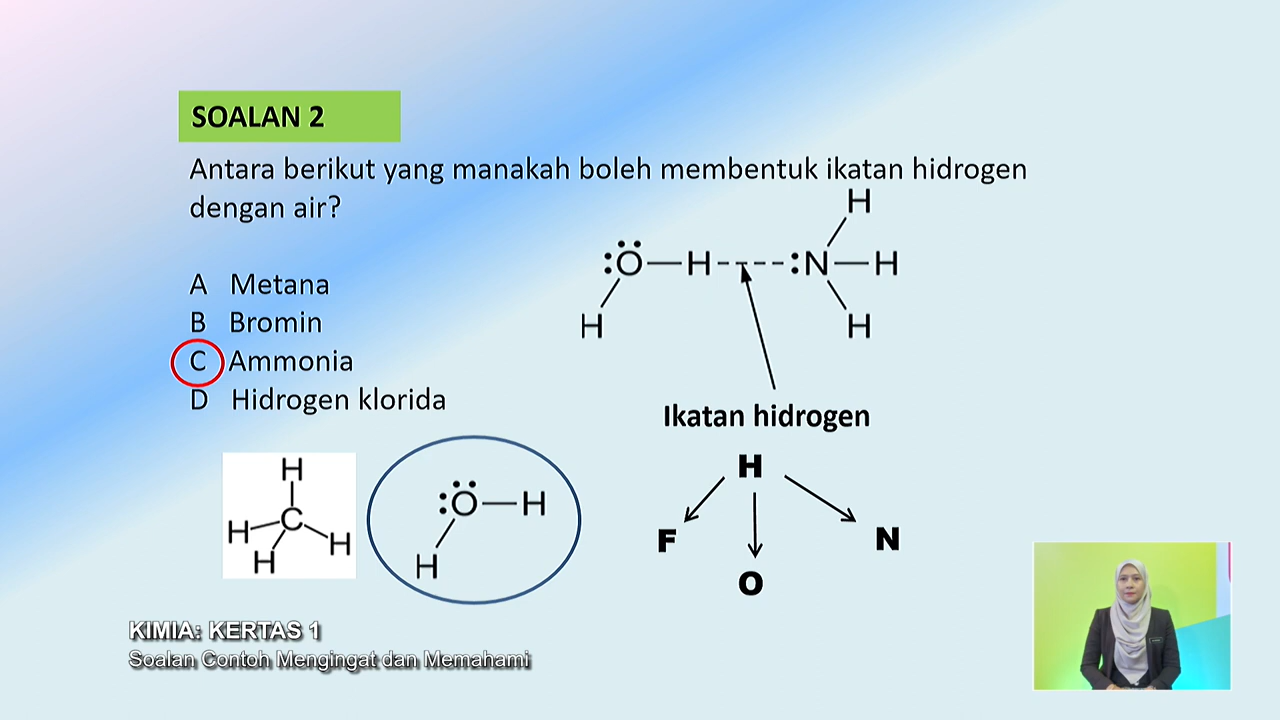 SOALAN 2
Antara berikut yang manakah boleh membentuk ikatan hidrogen
dengan air?
A Metana
B Bromin
C Ammonia
D Hidrogen klorida
H
:Ö—H----:N—H
H H
Ikatan hidrogen
H
F N
O
H
H C H
H
:Ö—H
H
KIMIA: KERTAS 1
Soalan Contoh Mengingat dan Memahami